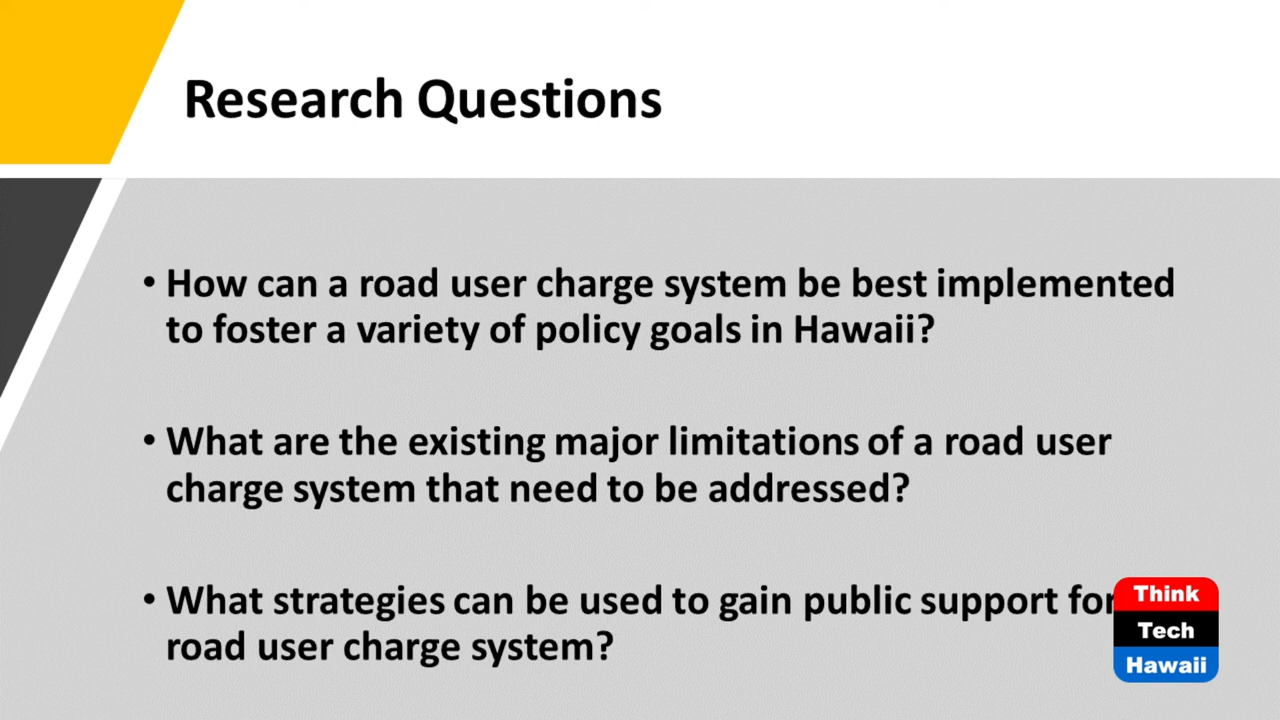 Research Questions
• How can a road user charge system be best implemented
to foster a variety of policy goals in Hawaii?
• What are the existing major limitations of a road user
charge system that need to be addressed?
• What strategies can be used to gain public support for
road user charge system?
Think
Tech
Hawaii